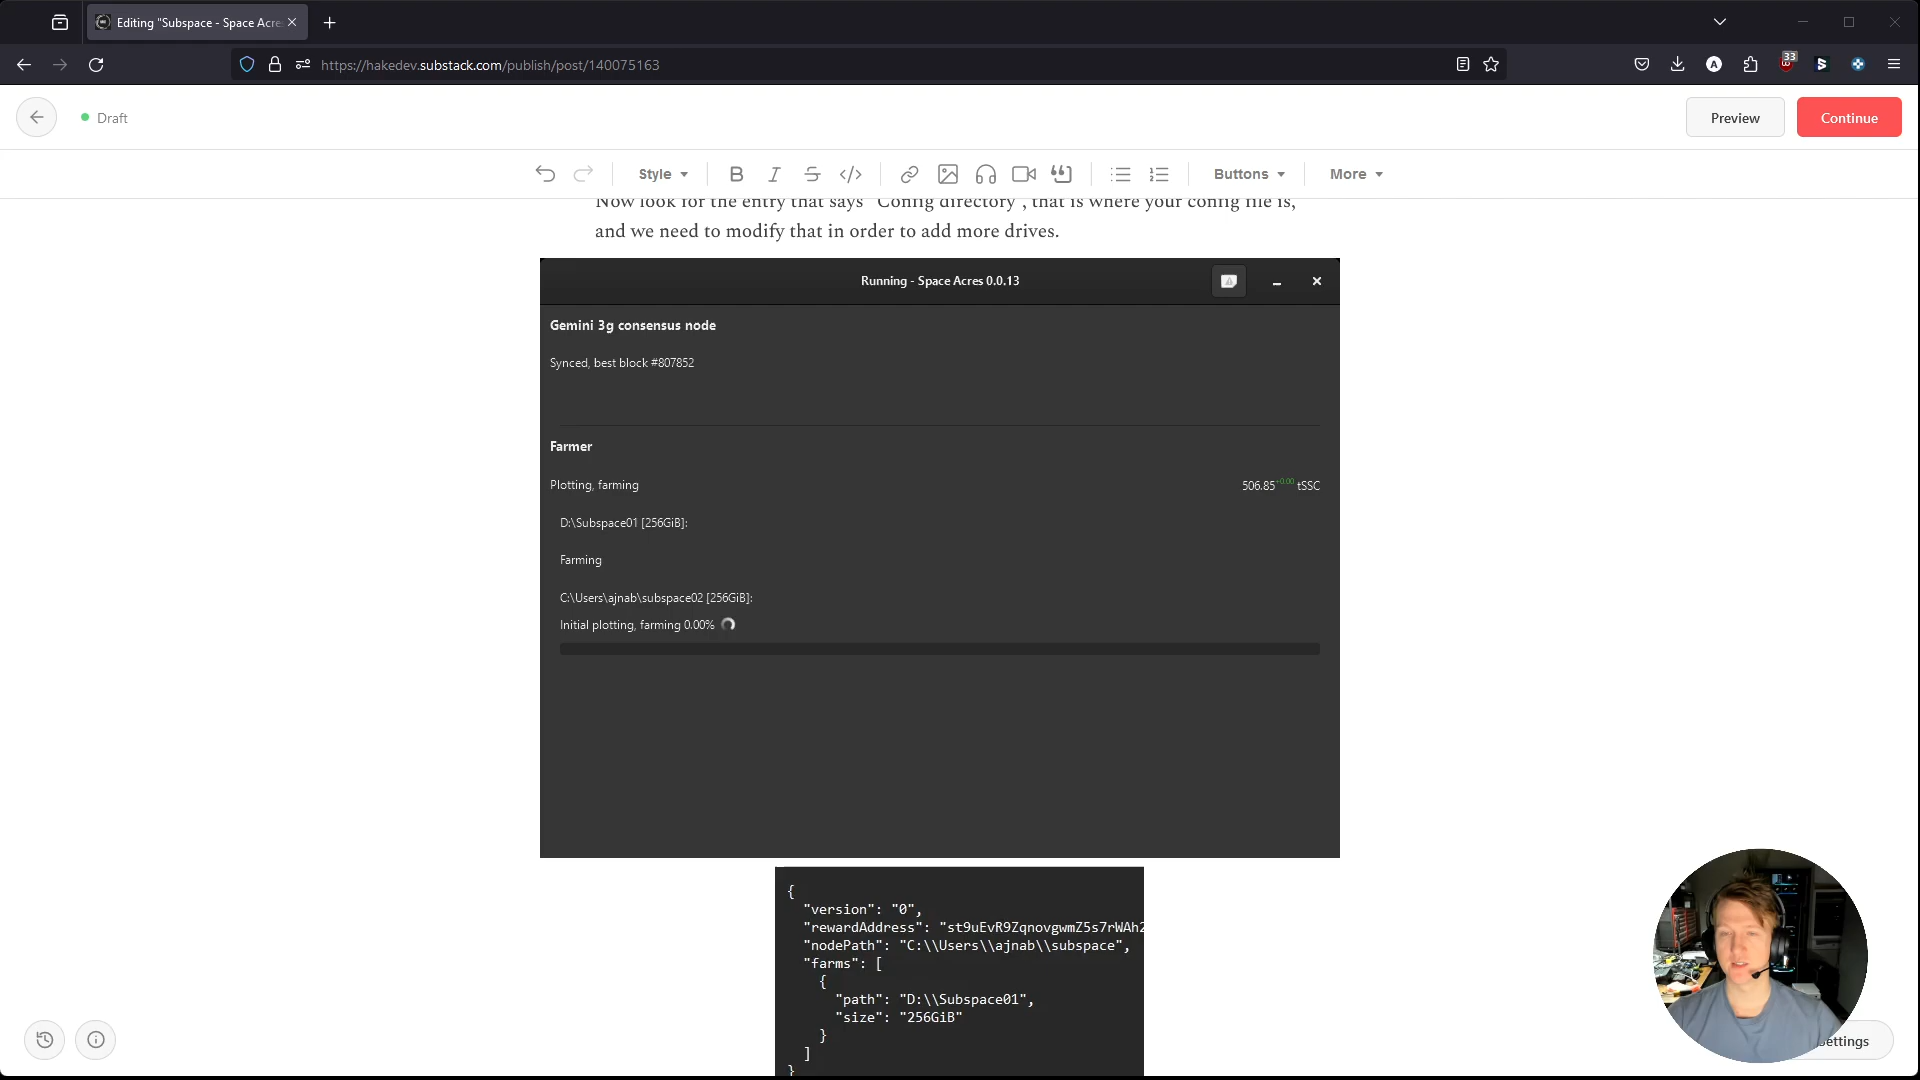 Editing "Subspace - Space Acre
https://hakedev.substack.com/publish/post/140075163
33
Draft
Preview
Continue
Style
Buttons
More
Now look for the entry that says "Config directory", that is where your config file is,
and we need to modify that in order to add more drives.
Running - Space Acres 0.0.13
Gemini 3g consensus node
Synced, best block #807852
Farmer
Plotting, farming
506.85+0.00 tSSC
D:\Subspace01 [256GiB]:
Farming
C:\Users\ajnab\subspace02 [256GiB]:
Initial plotting, farming 0.00%
{
"version": "0",
"rewardAddress": "st9uEvR9ZqnovgwmZ5s7rWAh2
"nodePath": "C:\\Users\\ajnab\\subspace",
"farms": [
{
"path": "D:\\Subspace01",
"size": "256GiB"
}
]
}
Settings